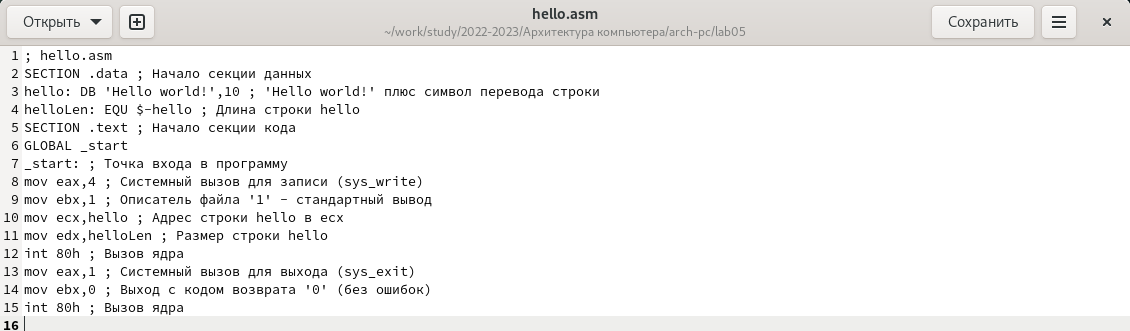 Открыть
hello.asm
~/work/study/2022-2023/Архитектура компьютера/arch-pc/lab05
Сохранить
1 ; hello.asm
2 SECTION .data ; Начало секции данных
3 hello: DB 'Hello world!',10 ; 'Hello world!' плюс символ перевода строки
4 helloLen: EQU $-hello ; Длина строки hello
5 SECTION .text ; Начало секции кода
6 GLOBAL _start
7 _start: ; Точка входа в программу
8 mov eax,4 ; Системный вызов для записи (sys_write)
9 mov ebx,1 ; Описатель файла '1' - стандартный вывод
10 mov ecx,hello ; Адрес строки hello в ecx
11 mov edx,helloLen ; Размер строки hello
12 int 80h ; Вызов ядра
13 mov eax,1 ; Системный вызов для выхода (sys_exit)
14 mov ebx,0 ; Выход с кодом возврата '0' (без ошибок)
15 int 80h ; Вызов ядра
16